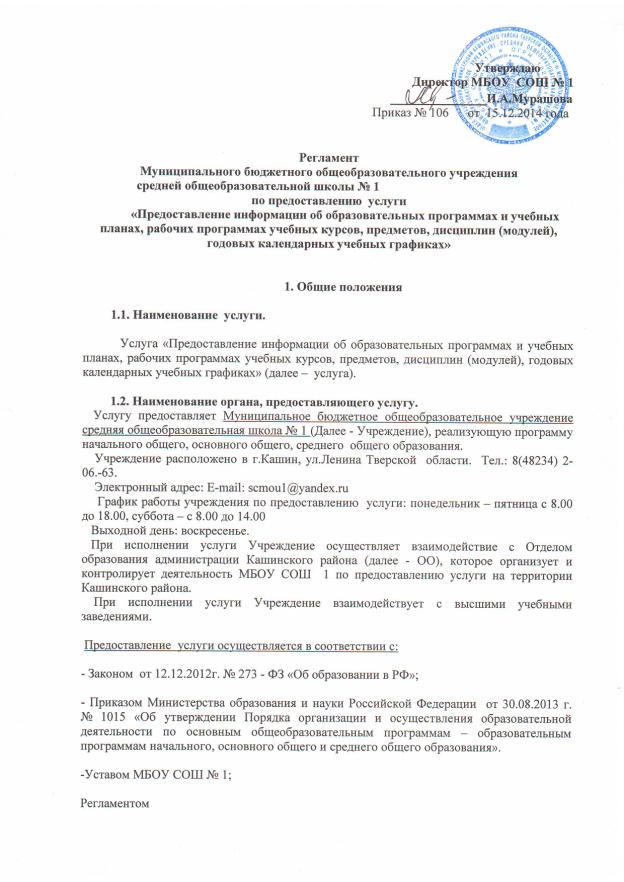 Утверждаю
Директор МБОУ СОШ № 1
И.А.Мурашова
Приказ № 106 от 15.12.2014 года
Регламент
Муниципального бюджетного общеобразовательного учреждения
средней общеобразовательной школы № 1
по предоставлению услуги
«Предоставление информации об образовательных программах и учебных
планах, рабочих программах учебных курсов, предметов, дисциплин (модулей),
годовых календарных учебных графиках»
1. Общие положения
1.1. Наименование услуги.
Услуга «Предоставление информации об образовательных программах и учебных
планах, рабочих программах учебных курсов, предметов, дисциплин (модулей), годовых
календарных учебных графиках» (далее – услуга).
1.2. Наименование органа, предоставляющего услугу.
Услугу предоставляет Муниципальное бюджетное общеобразовательное учреждение
средняя общеобразовательная школа № 1 (Далее - Учреждение), реализующую программу
начального общего, основного общего, среднего общего образования.
Учреждение расположено в г.Кашин, ул.Ленина Тверской области. Тел.: 8(48234) 2-
06.-63.
Электронный адрес: E-mail: scmou1@yandex.ru
График работы учреждения по предоставлению услуги: понедельник – пятница с 8.00
до 18.00, суббота – с 8.00 до 14.00
Выходной день: воскресенье.
При исполнении услуги Учреждение осуществляет взаимодействие с Отделом
образования администрации Кашинского района (далее - ОО), которое организует и
контролирует деятельность МБОУ СОШ 1 по предоставлению услуги на территории
Кашинского района.
При исполнении услуги Учреждение взаимодействует с высшими учебными
заведениями.
Предоставление услуги осуществляется в соответствии с:
- Законом от 12.12.2012г. № 273 - ФЗ «Об образовании в РФ»;
- Приказом Министерства образования и науки Российской Федерации от 30.08.2013 г.
№ 1015 «Об утверждении Порядка организации и осуществления образовательной
деятельности по основным общеобразовательным программам – образовательным
программам начального, основного общего и среднего общего образования».
-Уставом МБОУ СОШ № 1;
Регламентом